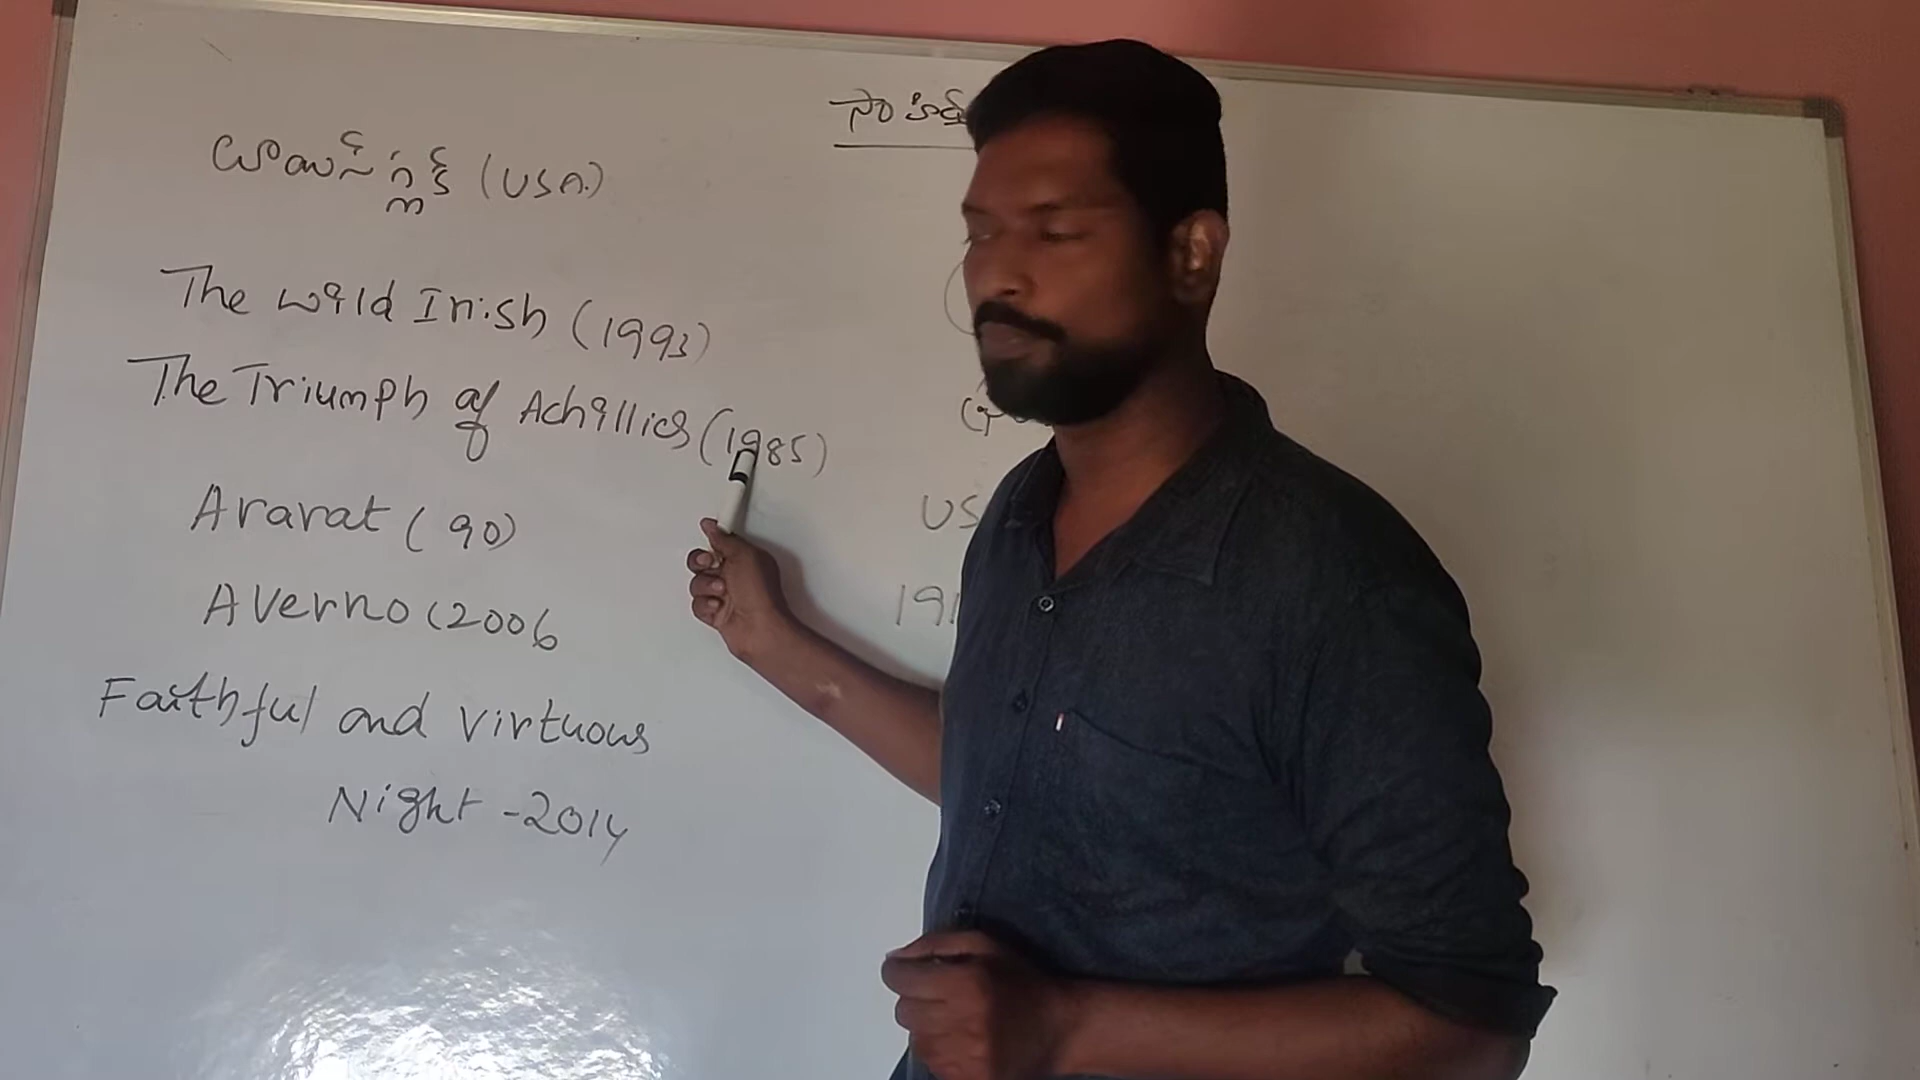 (USA)
The Wild Irish (1993)
The Triumph of Achillies (1985)
Ararat (90)
Averno (2006
Faithful and Virtuous
Night -2014
US